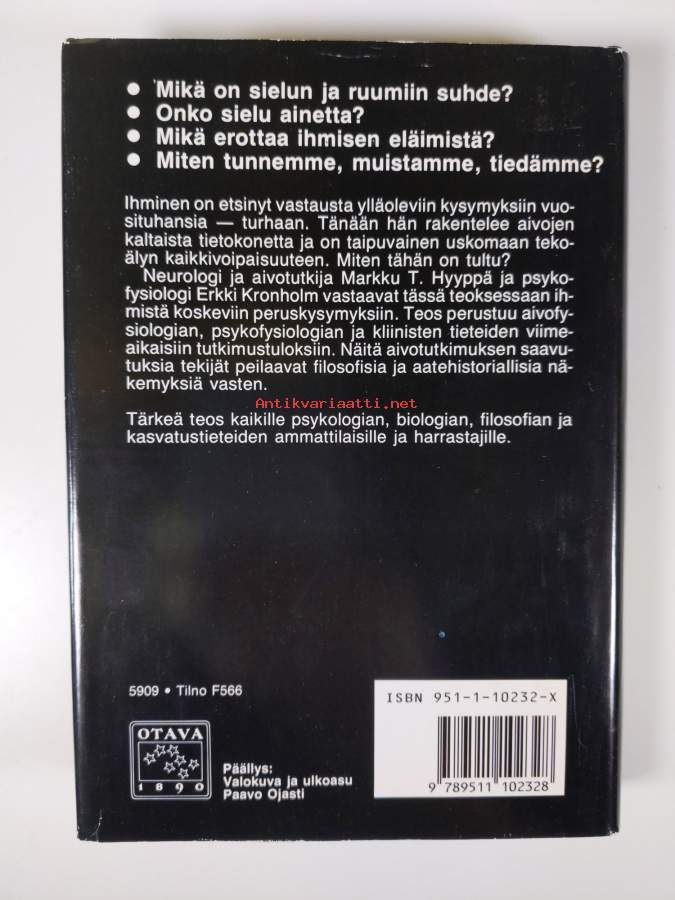 • Mikä on sielun ja ruumiin suhde?
• Onko sielu ainetta?
• Mikä erottaa ihmisen eläimistä?
• Miten tunnemme, muistamme, tiedämme?
Ihminen on etsinyt vastausta ylläoleviin kysymyksiin vuo-
situhansia — turhaan. Tänään hän rakentelee aivojen
kaltaista tietokonetta ja on taipuvainen uskomaan teko-
älyn kaikkivoipaisuuteen. Miten tähän on tultu?
Neurologi ja aivotutkija Markku T. Hyyppä ja psyko-
fysiologi Erkki Kronholm vastaavat tässä teoksessaan ih-
mistä koskeviin peruskysymyksiin. Teos perustuu aivofy-
siologian, psykofysiologian ja kliinisten tieteiden viime-
aikaisiin tutkimustuloksiin. Näitä aivotutkimuksen saavu-
tuksia tekijät peilaavat filosofisia ja aatehistoriallisia nä-
kemyksiä vasten.
Antikvariaatti.net
Tärkeä teos kaikille psykologian, biologian, filosofian ja
kasvatustieteiden ammattilaisille ja harrastajille.
5909 • Tilno F566
OTAVA
1890
Päällys:
Valokuva ja ulkoasu
Paavo Ojasti
ISBN 951-1-10232-X
9 789511 102328